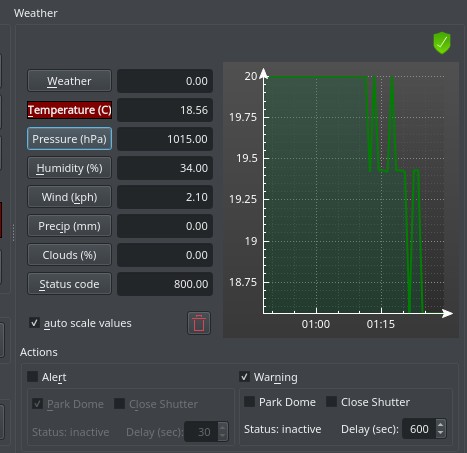 Weather
Weather 0.00
Temperature (C) 18.56
Pressure (hPa) 1015.00
Humidity (%) 34.00
Wind (kph) 2.10
Precip (mm) 0.00
Clouds (%) 0.00
Status code 800.00
auto scale values
20
19.75
19.5
19.25
19
18.75
01:00 01:15
Actions
Alert
Park Dome Close Shutter
Status: inactive Delay (sec): 30
Warning
Park Dome Close Shutter
Status: inactive Delay (sec): 600